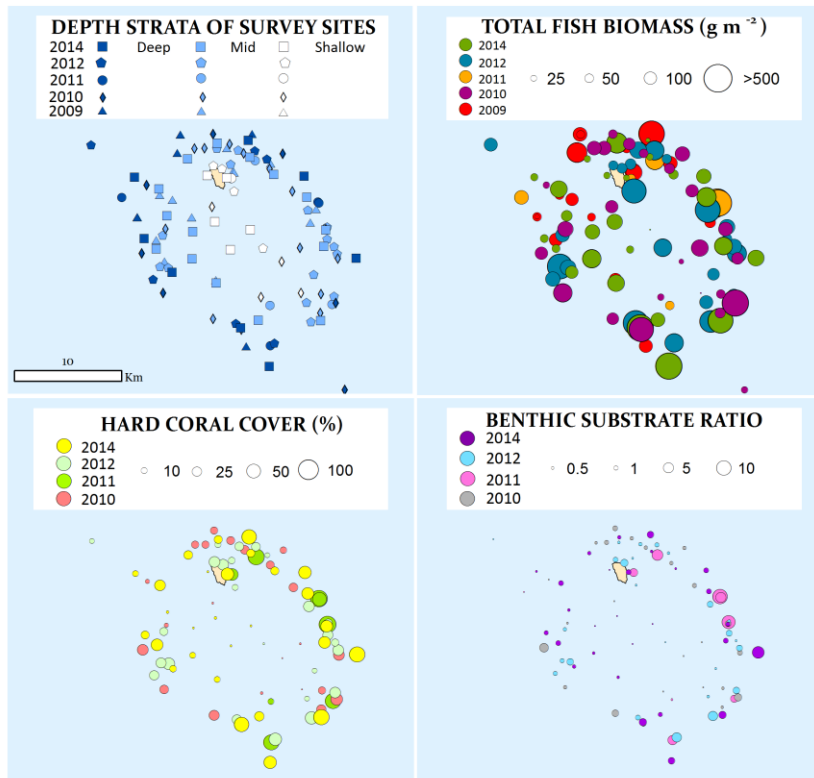 DEPTH STRATA OF SURVEY SITES
2014 Deep Mid Shallow
2012
2011
2010
2009
10
Km
TOTAL FISH BIOMASS (g m -2)
2014
2012
2011
2010
2009
25 50 100 >500
HARD CORAL COVER (%)
2014
2012
2011
2010
10 25 50 100
BENTHIC SUBSTRATE RATIO
2014
2012
2011
2010
0.5 1 5 10